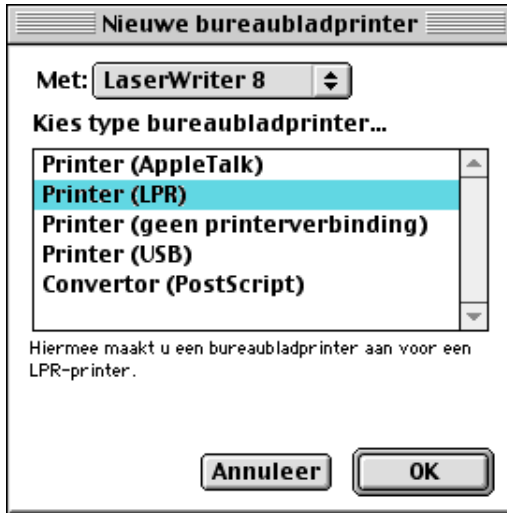 Nieuwe bureaubladprinter
Met: LaserWriter 8
Kies type bureaubladprinter...
Printer (AppleTalk)
Printer (LPR)
Printer (geen printerverbinding)
Printer (USB)
Convertor (PostScript)
Hiermee maakt u een bureaubladprinter aan voor een
LPR-printer.
Annuleer OK